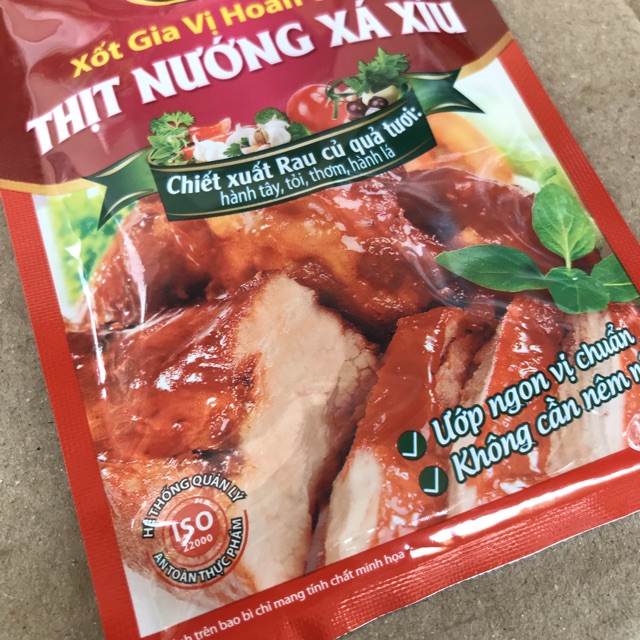 Xốt Gia Vị Hoàn
THỊT NƯỚNG XÁ XÍU
Chiết xuất Rau củ quả tươi:
hành tây, tỏi, thơm, hành lá
Ướp ngon vị chuẩn
Không cần nêm
HỆ THỐNG QUẢN LÝ
ISO
22000
AN TOÀN THỰC PHẨM
trên bao bì chỉ mang tính chất minh họa